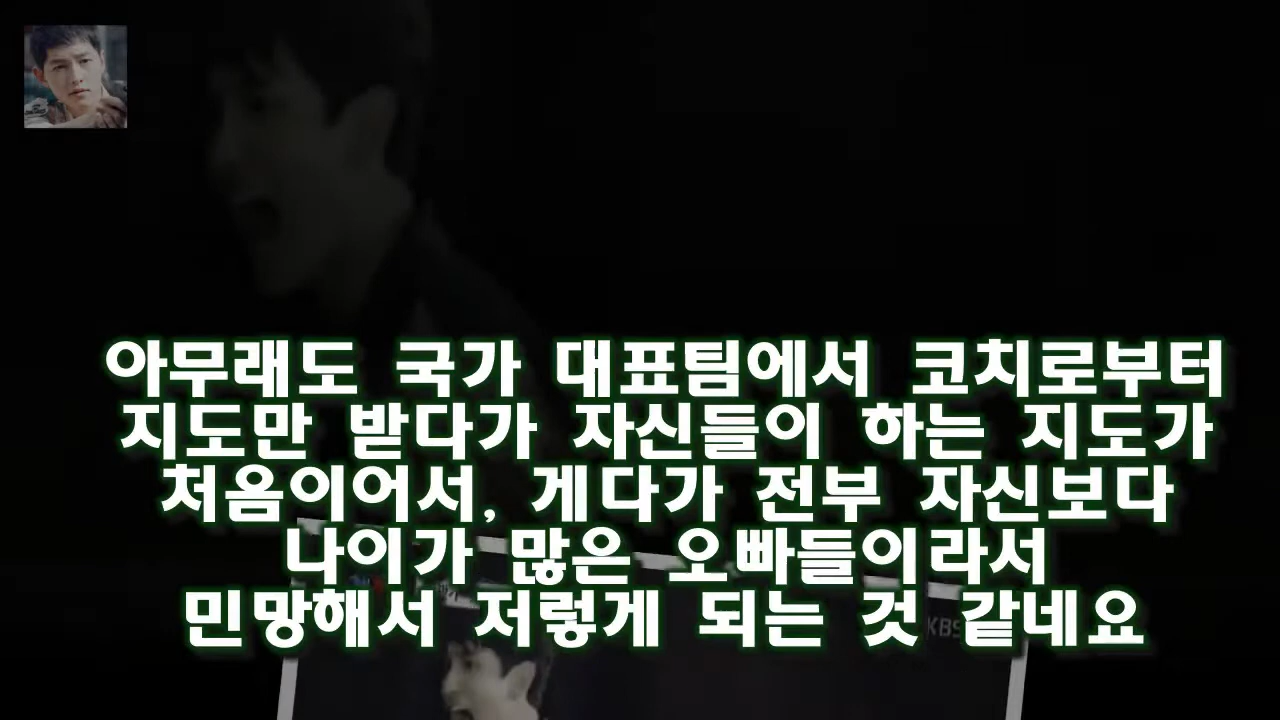 아무래도 국가 대표팀에서 코치로부터
지도만 받다가 자신들이 하는 지도가
처음이어서, 게다가 전부 자신보다
나이가 많은 오빠들이라서
민망해서 저렇게 되는 것 같네요
KBS